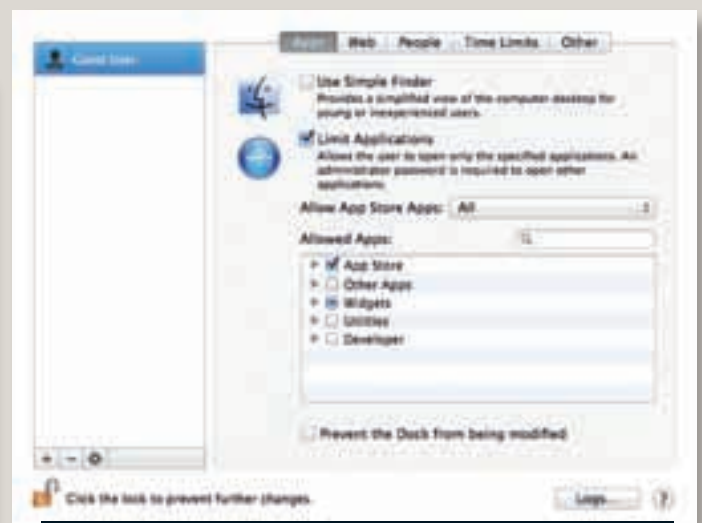 Apps Web People Time Limits Other
Guest User
Use Simple Finder
Provides a simplified view of the computer desktop for
young or inexperienced users.
Limit Applications
Allows the user to open only the specified applications. An
administrator password is required to open other
applications.
Allow App Store Apps: All
Allowed Apps:
App Store
Other Apps
Widgets
Utilities
Developer
Prevent the Dock from being modified
Click the lock to prevent further changes.
Logs... ?